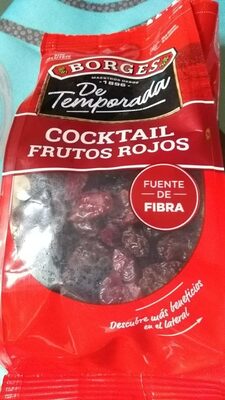 BORGES
MAESTROS DESDE
1896
De
Temporada
COCKTAIL
FRUTOS ROJOS
FUENTE
DE
FIBRA
Descubre más beneficios
en el lateral